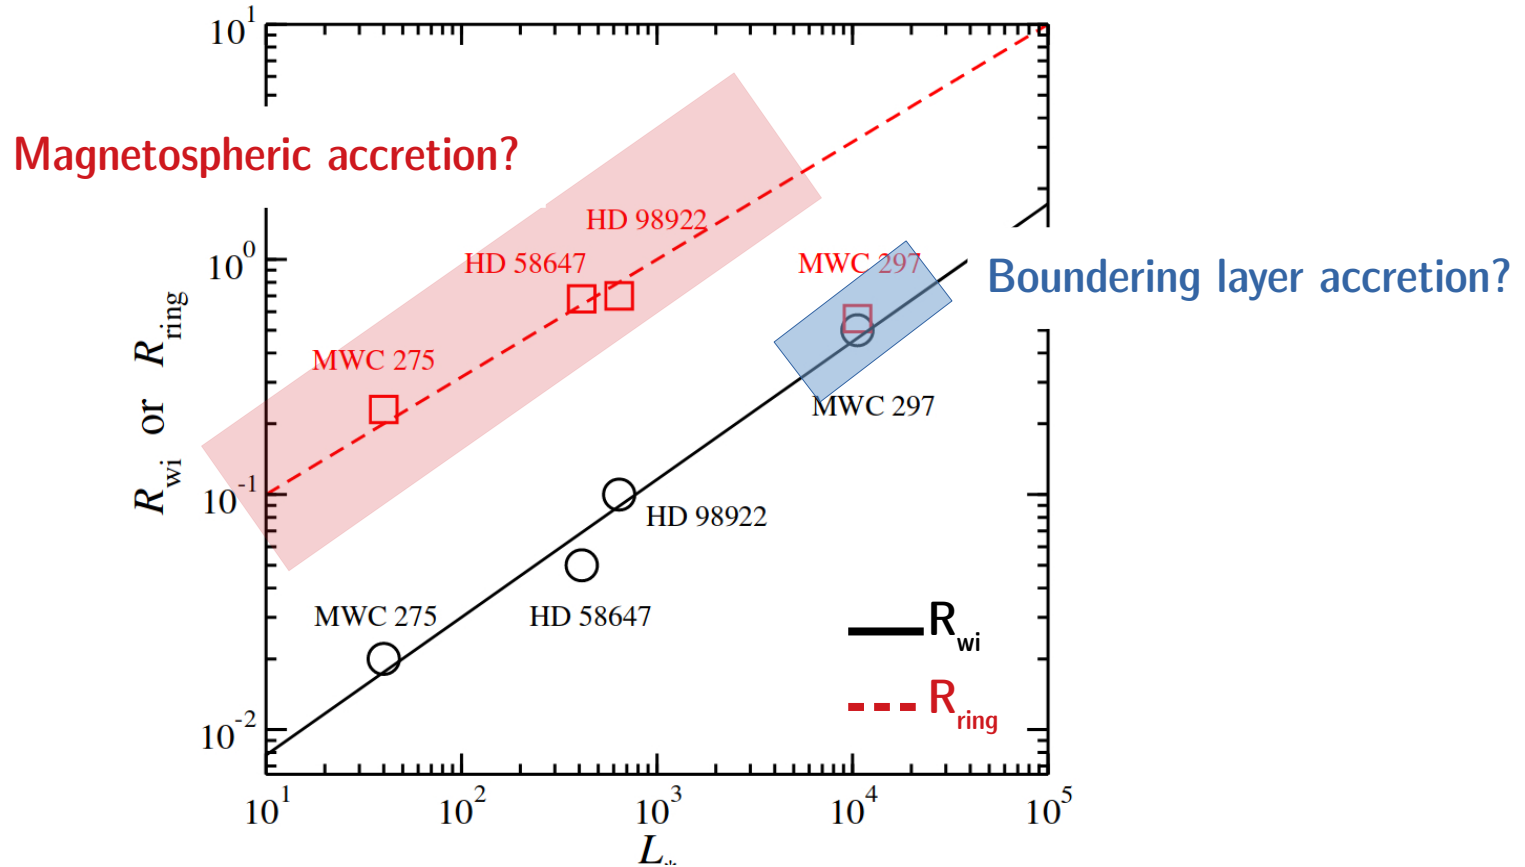 10^1
Magnetospheric accretion?
HD 98922
HD 58647
MWC 297
10^0
Boundering layer accretion?
R_wi or R_ring
MWC 275
MWC 297
10^-1
HD 98922
MWC 275
HD 58647
R_wi
R_ring
10^-2
10^1 10^2 10^3 10^4 10^5
L_*